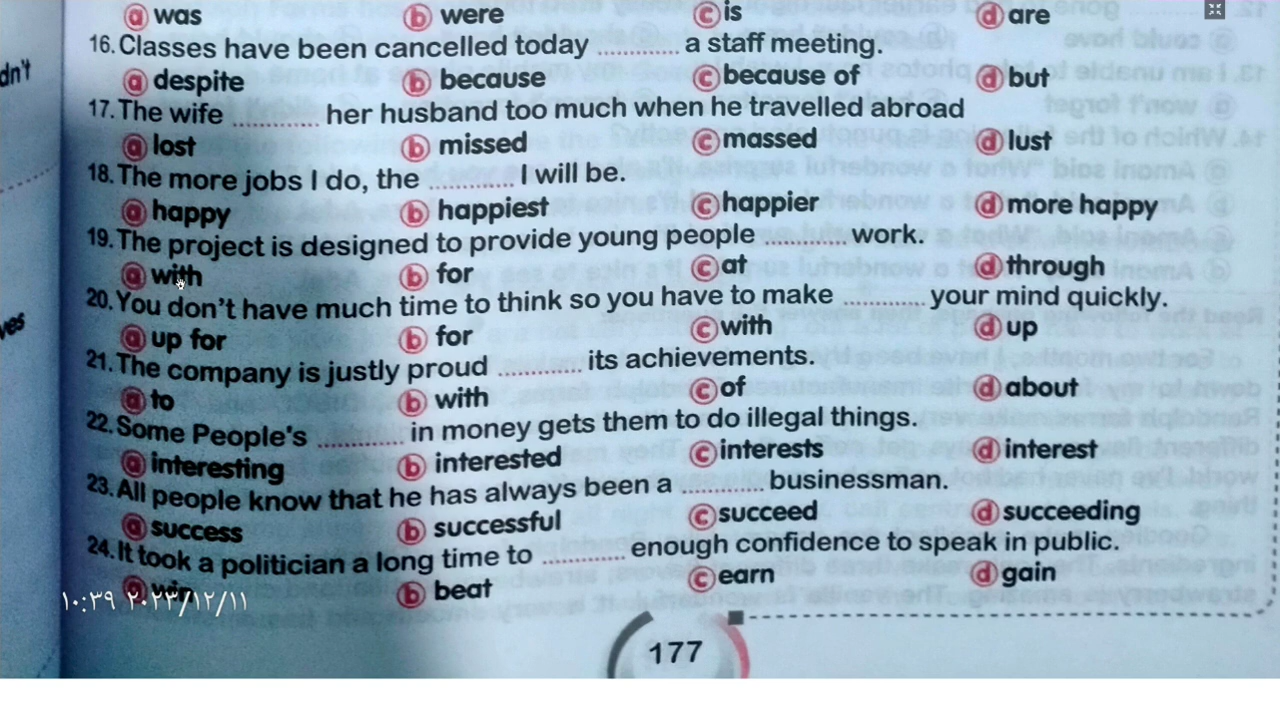 dn't
yes
a was b were c is d are
16. Classes have been cancelled today .......... a staff meeting.
a despite b because c because of d but
17. The wife .......... her husband too much when he travelled abroad
a lost b missed c massed d lust
18. The more jobs I do, the .......... I will be.
a happy b happiest c happier d more happy
19. The project is designed to provide young people .......... work.
a with b for c at d through
20. You don't have much time to think so you have to make .......... your mind quickly.
a up for b for c with d up
21. The company is justly proud .......... its achievements.
a to b with c of d about
22. Some People's .......... in money gets them to do illegal things.
a interesting b interested c interests d interest
23. All people know that he has always been a .......... businessman.
a success b successful c succeed d succeeding
24. It took a politician a long time to .......... enough confidence to speak in public.
a win b beat c earn d gain
١٠:٣٩ ٢٠٢٣/١٢/١١
177